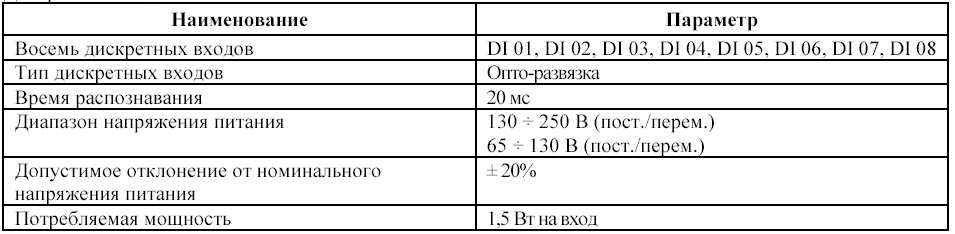 Наименование Параметр
Восемь дискретных входов DI 01, DI 02, DI 03, DI 04, DI 05, DI 06, DI 07, DI 08
Тип дискретных входов Опто-развязка
Время распознавания 20 мс
Диапазон напряжения питания 130 ÷ 250 В (пост./перем.)
65 ÷ 130 В (пост./перем.)
Допустимое отклонение от номинального ± 20%
напряжения питания
Потребляемая мощность 1,5 Вт на вход